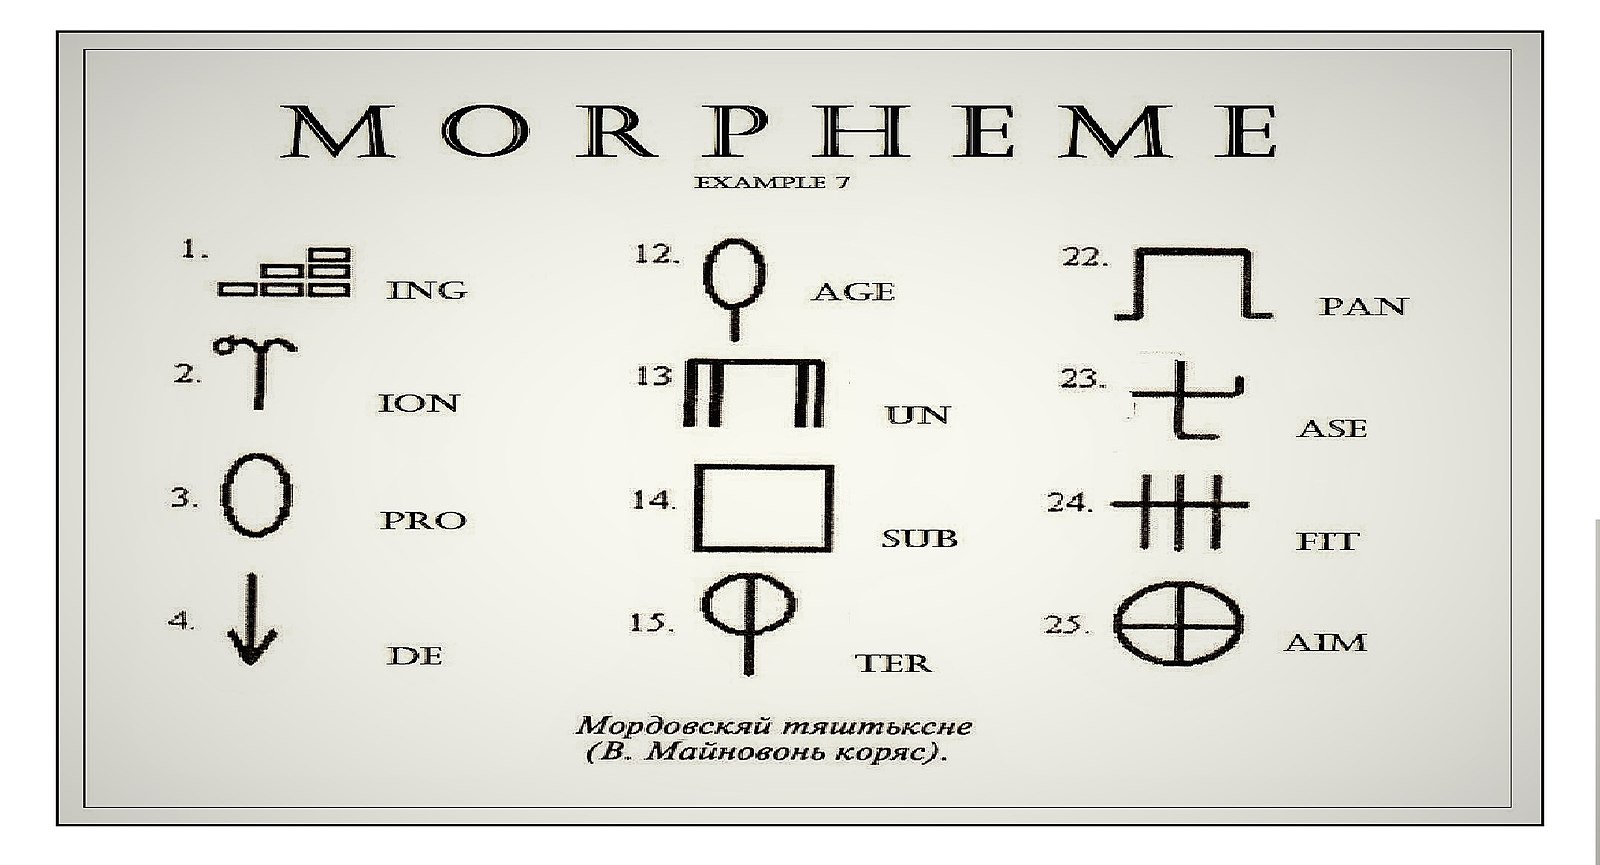 MORPHEME
EXAMPLE 7
1. ING
12. AGE
22. PAN
2. ION
13 UN
23. ASE
3. PRO
14. SUB
24. FIT
4. DE
15. TER
25. AIM
Мордовскяй тяштьксне
(В. Майновонь коряс).